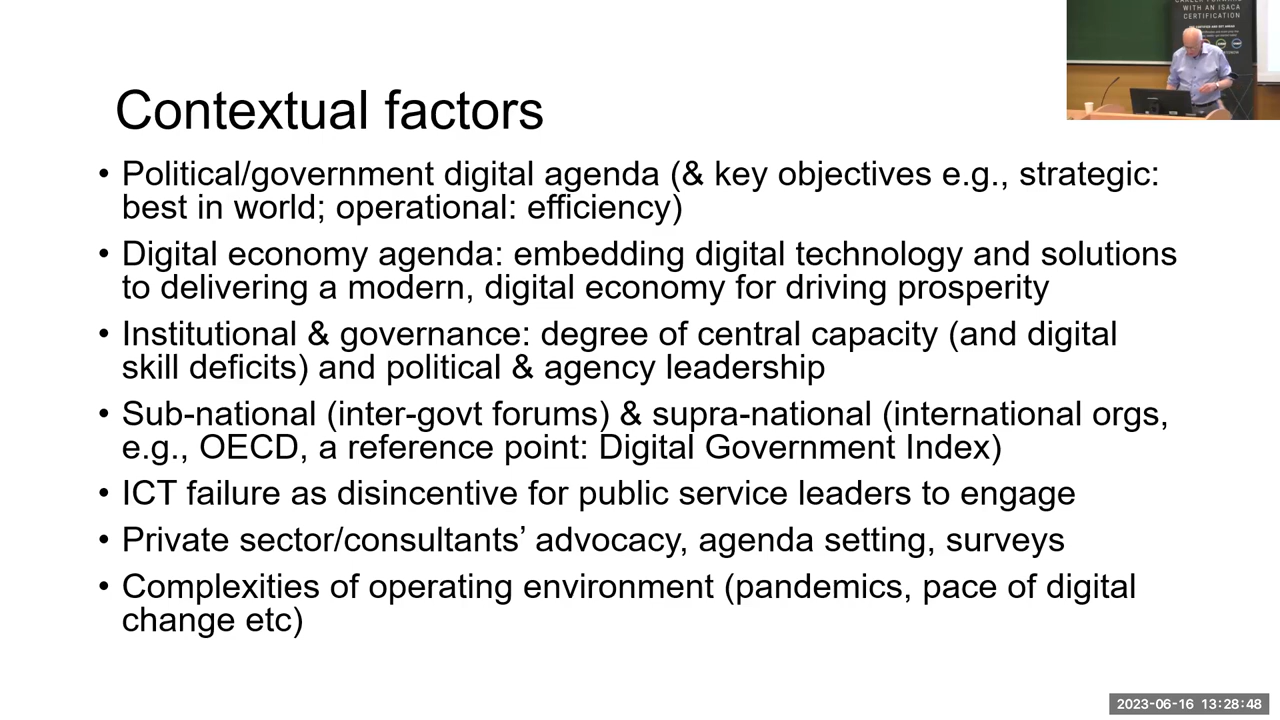 CAREER FORWARD
WITH AN ISACA
CERTIFICATION
Contextual factors
• Political/government digital agenda (& key objectives e.g., strategic:
best in world; operational: efficiency)
• Digital economy agenda: embedding digital technology and solutions
to delivering a modern, digital economy for driving prosperity
• Institutional & governance: degree of central capacity (and digital
skill deficits) and political & agency leadership
• Sub-national (inter-govt forums) & supra-national (international orgs,
e.g., OECD, a reference point: Digital Government Index)
• ICT failure as disincentive for public service leaders to engage
• Private sector/consultants’ advocacy, agenda setting, surveys
• Complexities of operating environment (pandemics, pace of digital
change etc)
2023-06-16 13:28:48